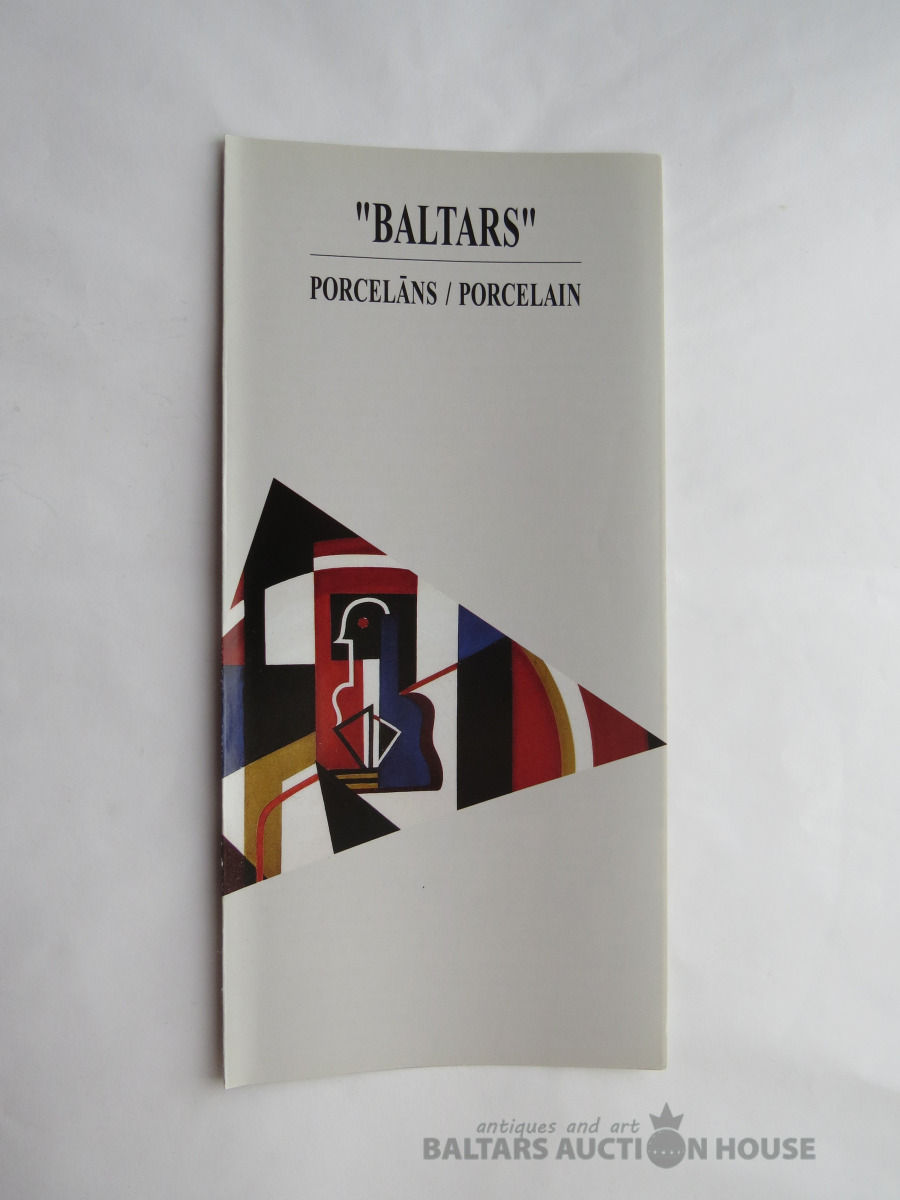 "BALTARS"
PORCELĀNS / PORCELAIN
antiques and art
BALTARS AUCTION HOUSE